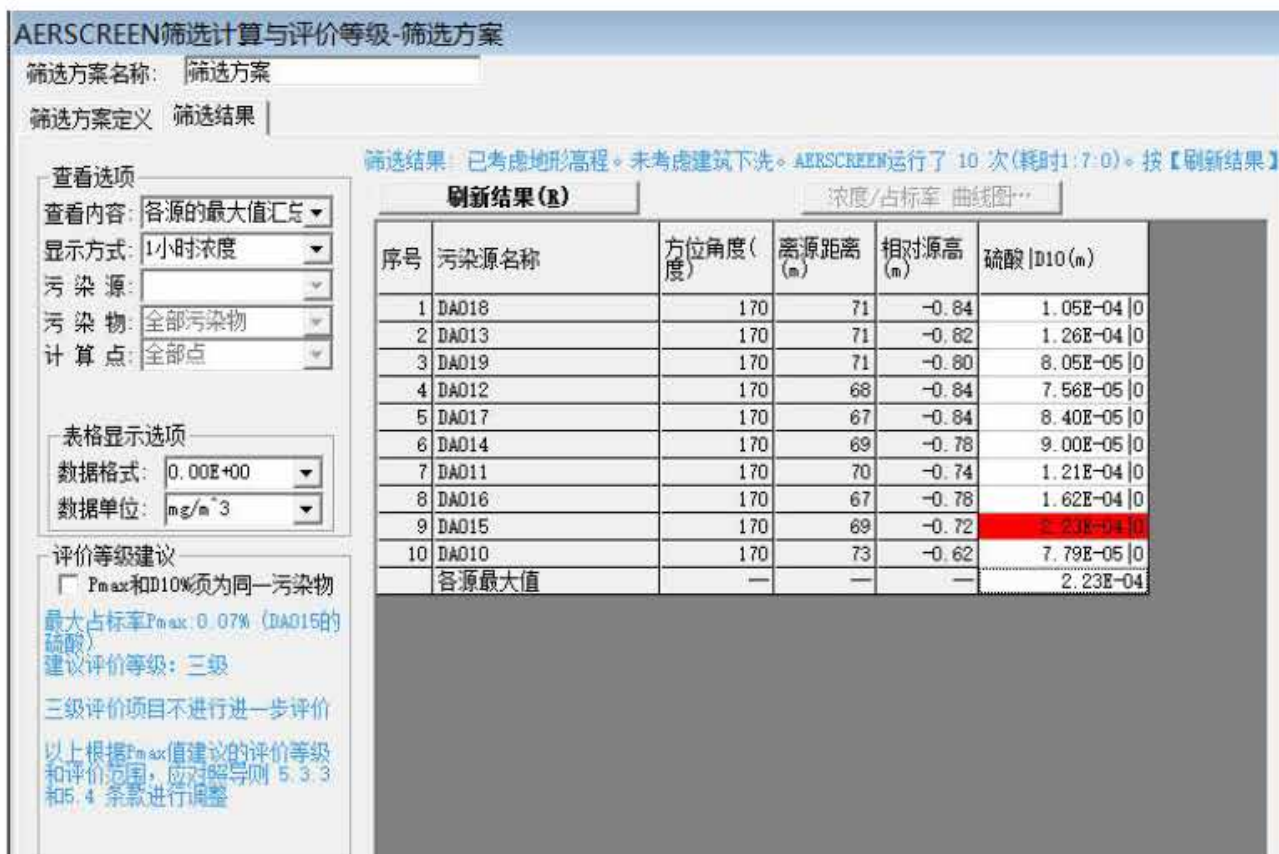 AERSCREEN筛选计算与评价等级-筛选方案
筛选方案名称: 筛选方案
筛选方案定义 筛选结果
筛选结果: 已考虑地形高程。未考虑建筑下洗。AERSCREEN运行了 10 次(耗时1:7:0)。按【刷新结果】
查看选项
查看内容: 各源的最大值汇总
显示方式: 1小时浓度
污 染 源:
污 染 物: 全部污染物
计 算 点: 全部点
表格显示选项
数据格式: 0.00E+00
数据单位: mg/m^3
评价等级建议
Pmax和D10%须为同一污染物
最大占标率Pmax:0.07% (DA015的
硫酸)
建议评价等级: 三级
三级评价项目不进行进一步评价
以上根据Pmax值建议的评价等级
和评价范围,应对照导则 5.3.3
和5.4 条款进行调整
刷新结果(R) 浓度/占标率 曲线图…
序号 污染源名称 方位角度(度) 离源距离(m) 相对源高(m) 硫酸|D10(m)
1 DA018 170 71 -0.84 1.05E-04|0
2 DA013 170 71 -0.82 1.26E-04|0
3 DA019 170 71 -0.80 8.05E-05|0
4 DA012 170 68 -0.84 7.56E-05|0
5 DA017 170 67 -0.84 8.40E-05|0
6 DA014 170 69 -0.78 9.00E-05|0
7 DA011 170 70 -0.74 1.21E-04|0
8 DA016 170 67 -0.78 1.62E-04|0
9 DA015 170 69 -0.72 2.23E-04|0
10 DA010 170 73 -0.62 7.79E-05|0
各源最大值 — — — 2.23E-04